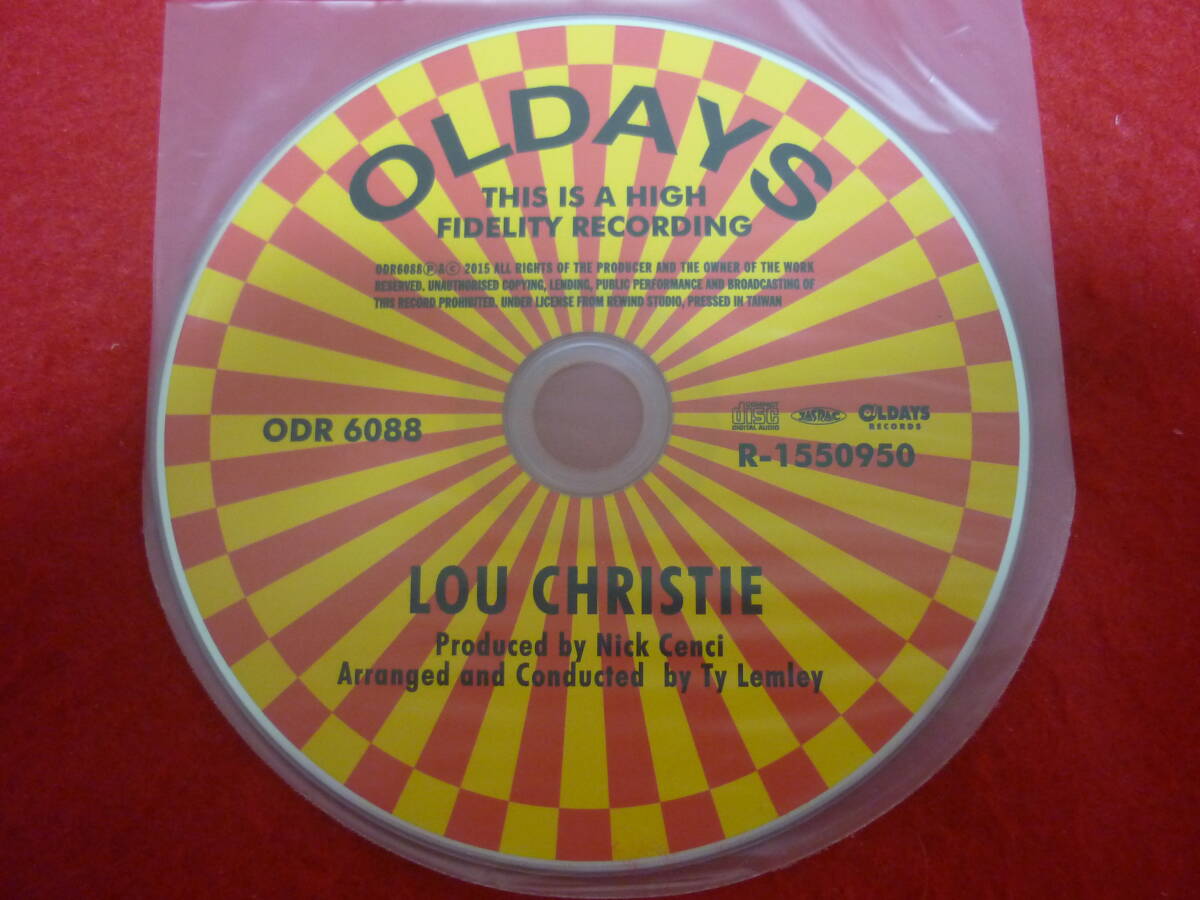 OLDAYS
THIS IS A HIGH
FIDELITY RECORDING
ODR6088Ⓟ&© 2015 ALL RIGHTS OF THE PRODUCER AND THE OWNER OF THE WORK
RESERVED. UNAUTHORISED COPYING, LENDING, PUBLIC PERFORMANCE AND BROADCASTING OF
THIS RECORD PROHIBITED. UNDER LICENSE FROM REWIND STUDIO, PRESSED IN TAIWAN
ODR 6088
COMPACT
disc
DIGITAL AUDIO
JASRAC
OLDAYS
RECORDS
R-1550950
LOU CHRISTIE
Produced by Nick Cenci
Arranged and Conducted by Ty Lemley